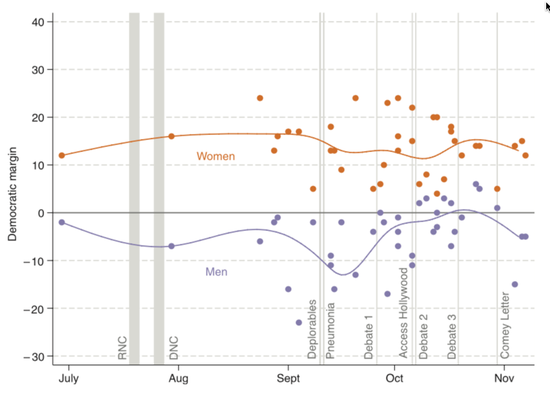 Democratic margin
40
30
20
10
0
−10
−20
−30
Women
Men
RNC
DNC
Deplorables
Pneumonia
Debate 1
Access Hollywood
Debate 2
Debate 3
Comey Letter
July
Aug
Sept
Oct
Nov